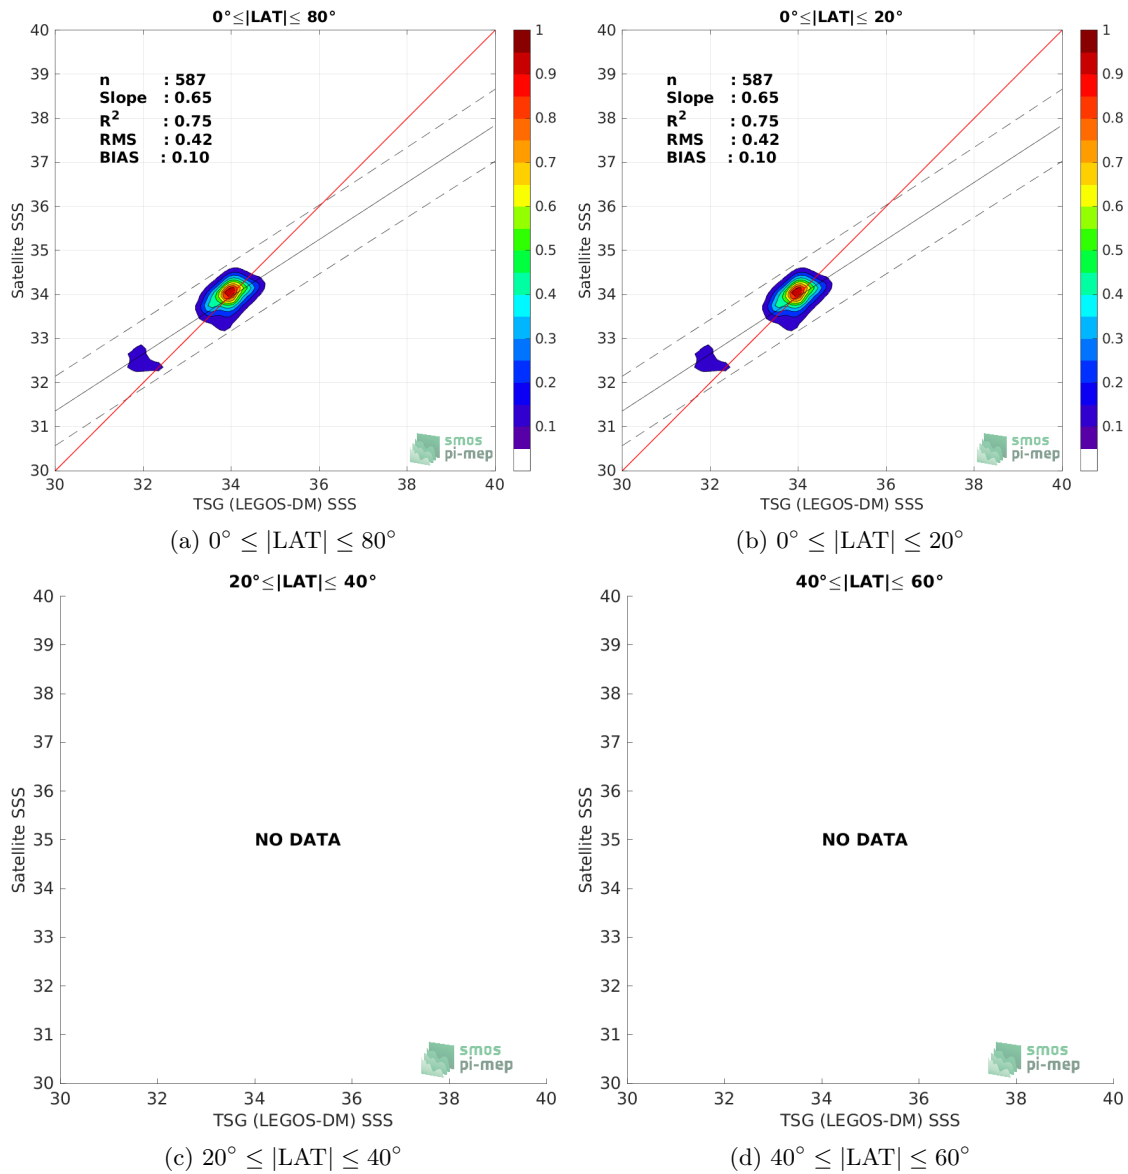 0°≤|LAT|≤ 80°
40
39
38
37
36
35
34
33
32
31
30
30 32 34 36 38 40
Satellite SSS
TSG (LEGOS-DM) SSS
n : 587
Slope : 0.65
R² : 0.75
RMS : 0.42
BIAS : 0.10
1
0.9
0.8
0.7
0.6
0.5
0.4
0.3
0.2
0.1
smos
pi-mep
(a) 0° ≤ |LAT| ≤ 80°
0°≤|LAT|≤ 20°
40
39
38
37
36
35
34
33
32
31
30
30 32 34 36 38 40
Satellite SSS
TSG (LEGOS-DM) SSS
n : 587
Slope : 0.65
R² : 0.75
RMS : 0.42
BIAS : 0.10
1
0.9
0.8
0.7
0.6
0.5
0.4
0.3
0.2
0.1
smos
pi-mep
(b) 0° ≤ |LAT| ≤ 20°
20°≤|LAT|≤ 40°
40
39
38
37
36
35
34
33
32
31
30
30 32 34 36 38 40
Satellite SSS
TSG (LEGOS-DM) SSS
NO DATA
smos
pi-mep
(c) 20° ≤ |LAT| ≤ 40°
40°≤|LAT|≤ 60°
40
39
38
37
36
35
34
33
32
31
30
30 32 34 36 38 40
Satellite SSS
TSG (LEGOS-DM) SSS
NO DATA
smos
pi-mep
(d) 40° ≤ |LAT| ≤ 60°